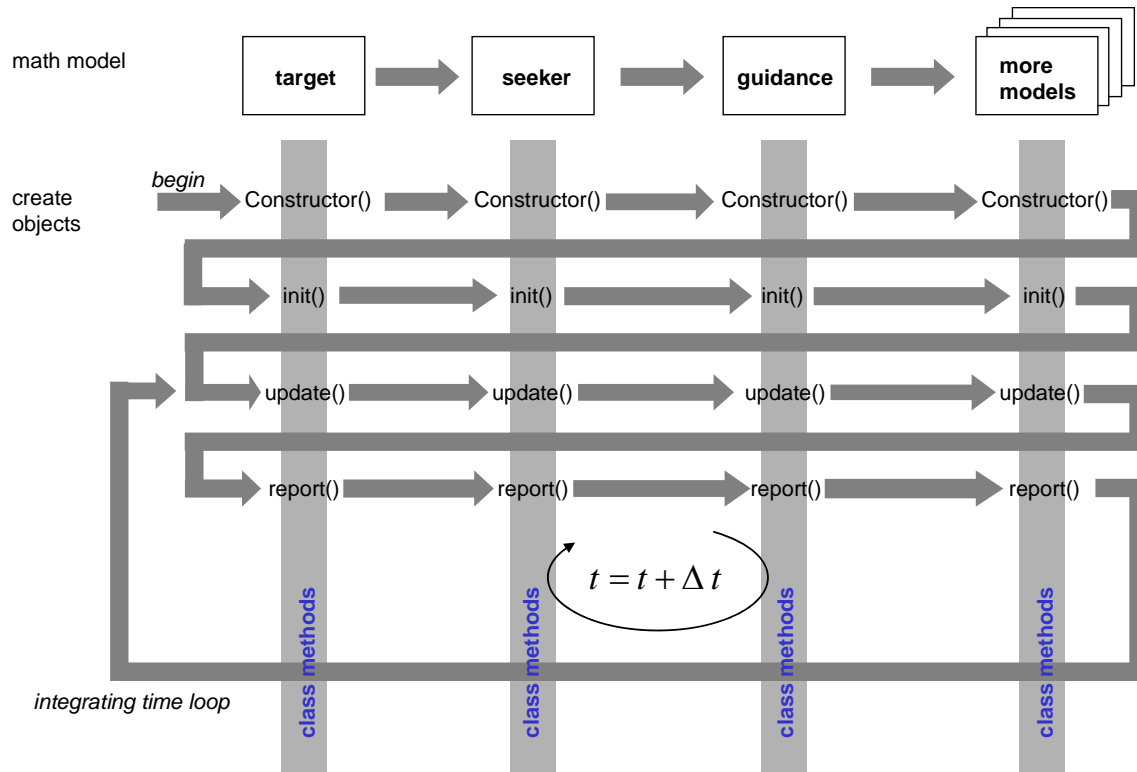 math model
target
seeker
guidance
more
models
begin
create
objects
Constructor()
Constructor()
Constructor()
Constructor()
init()
init()
init()
init()
update()
update()
update()
update()
report()
report()
report()
report()
t = t + Δ t
class methods
class methods
class methods
class methods
integrating time loop